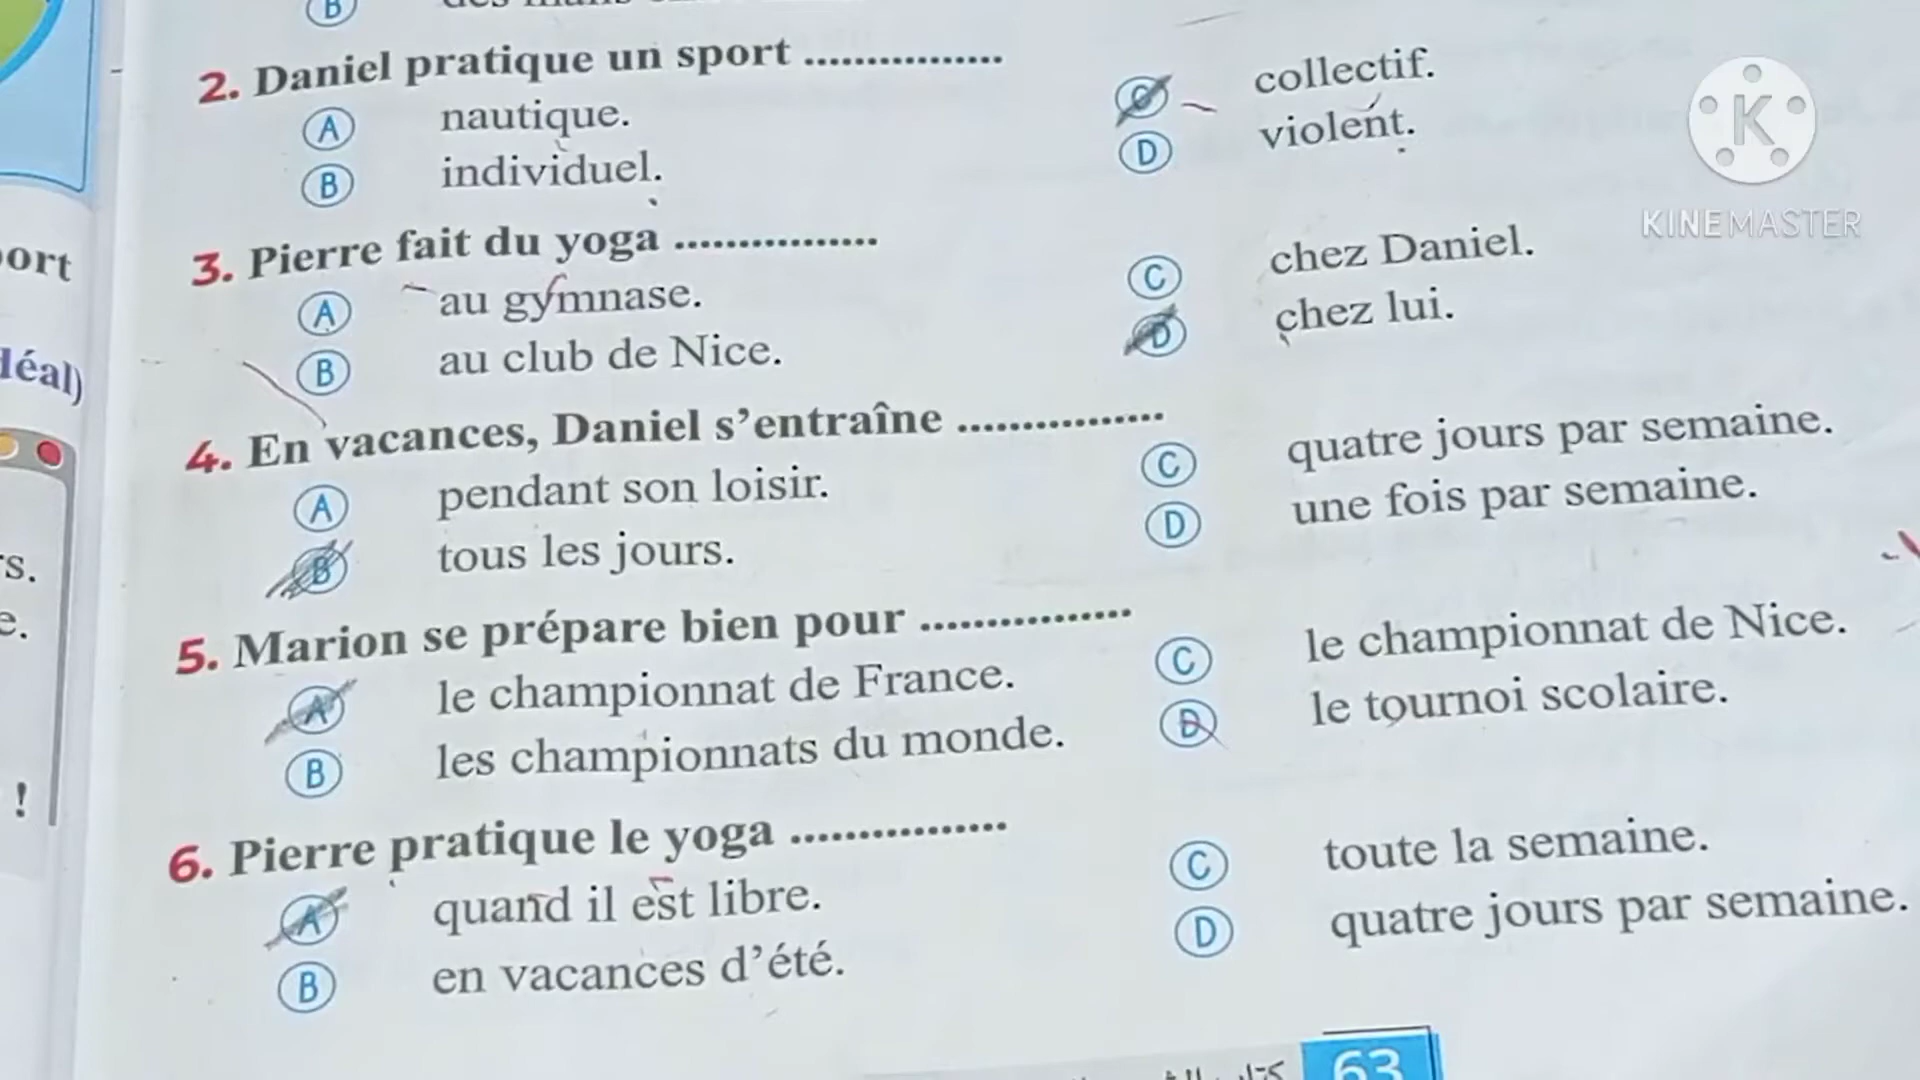 B
2. Daniel pratique un sport ................
A nautique.
B individuel.
C collectif.
D violent.
3. Pierre fait du yoga ................
A au gymnase.
B au club de Nice.
C chez Daniel.
D chez lui.
4. En vacances, Daniel s'entraîne ................
A pendant son loisir.
B tous les jours.
C quatre jours par semaine.
D une fois par semaine.
5. Marion se prépare bien pour ................
A le championnat de France.
B les championnats du monde.
C le championnat de Nice.
D le tournoi scolaire.
6. Pierre pratique le yoga ................
A quand il est libre.
B en vacances d'été.
C toute la semaine.
D quatre jours par semaine.
63
K
KINEMASTER